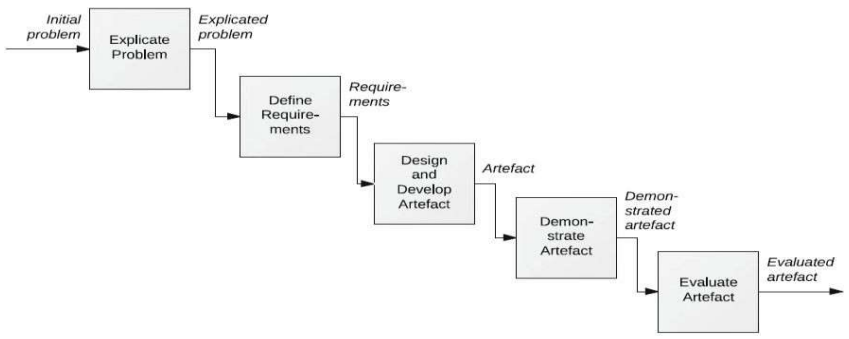 Initial
problem
Explicate
Problem
Explicated
problem
Define
Require-
ments
Require-
ments
Design
and
Develop
Artefact
Artefact
Demon-
strate
Artefact
Demon-
strated
artefact
Evaluate
Artefact
Evaluated
artefact